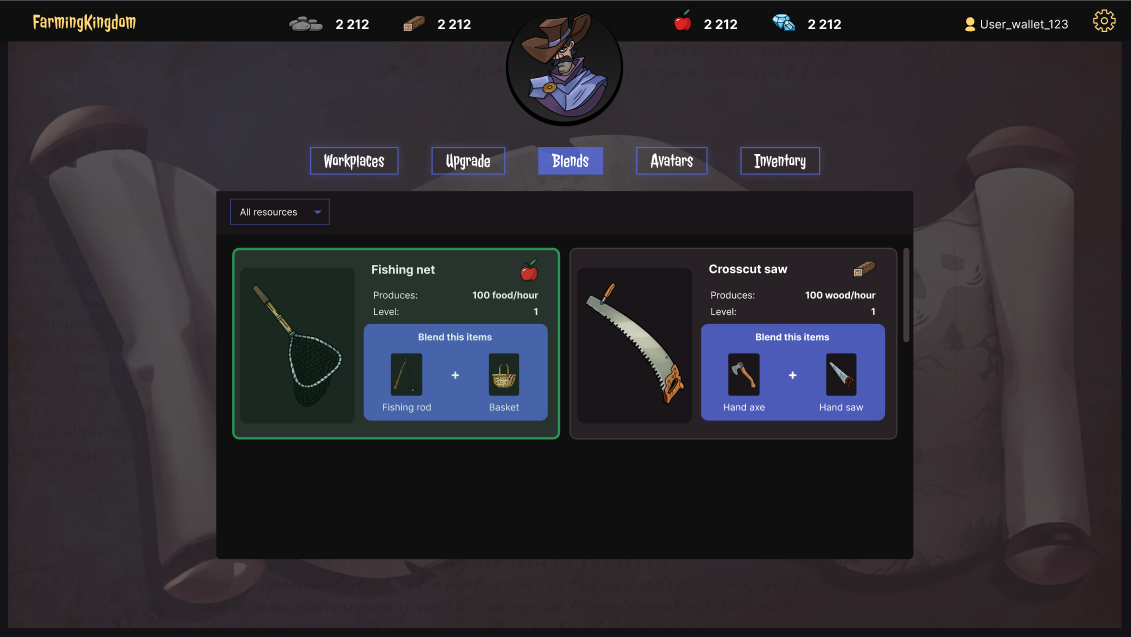 FarmingKingdom
2 212
2 212
2 212
2 212
User_wallet_123
Workplaces
Upgrade
Blends
Avatars
Inventory
All resources
Fishing net
Produces: 100 food/hour
Level: 1
Blend this items
+
Fishing rod Basket
Crosscut saw
Produces: 100 wood/hour
Level: 1
Blend this items
+
Hand axe Hand saw